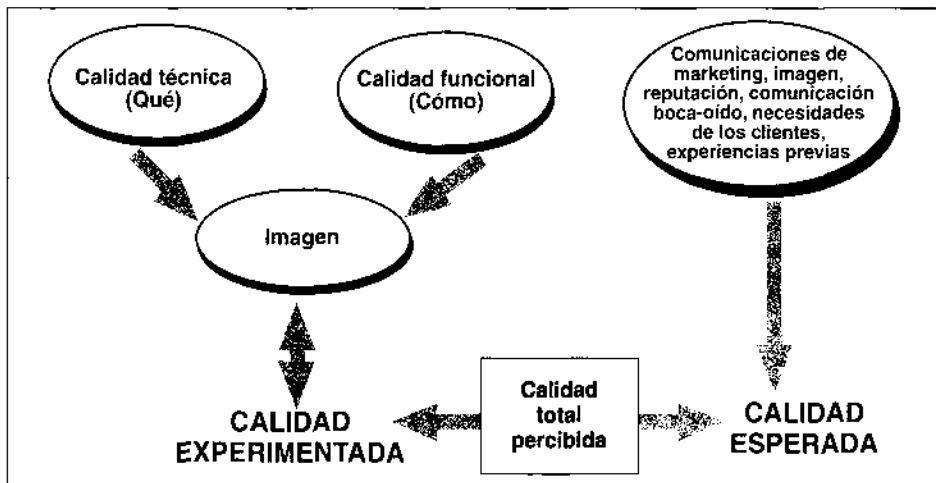 Calidad técnica
(Qué)
Calidad funcional
(Cómo)
Comunicaciones de
marketing, imagen,
reputación, comunicación
boca-oído, necesidades
de los clientes,
experiencias previas
Imagen
Calidad
total
percibida
CALIDAD
EXPERIMENTADA
CALIDAD
ESPERADA